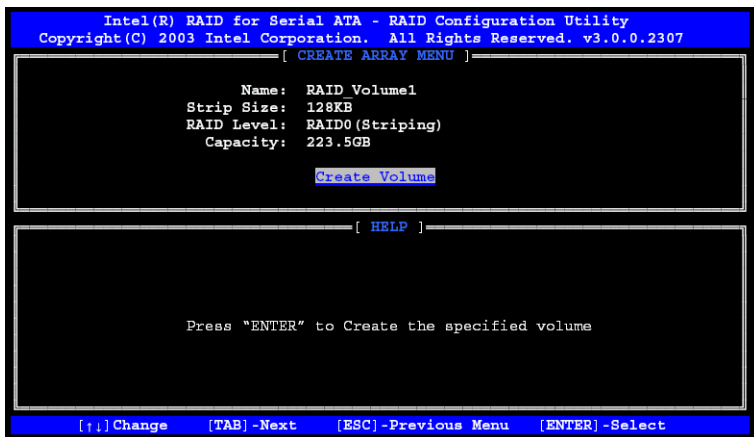 Intel(R) RAID for Serial ATA - RAID Configuration Utility
Copyright(C) 2003 Intel Corporation. All Rights Reserved. v3.0.0.2307
[ CREATE ARRAY MENU ]
Name: RAID_Volume1
Strip Size: 128KB
RAID Level: RAID0(Striping)
Capacity: 223.5GB
Create Volume
[ HELP ]
Press "ENTER" to Create the specified volume
[↑↓]Change [TAB]-Next [ESC]-Previous Menu [ENTER]-Select